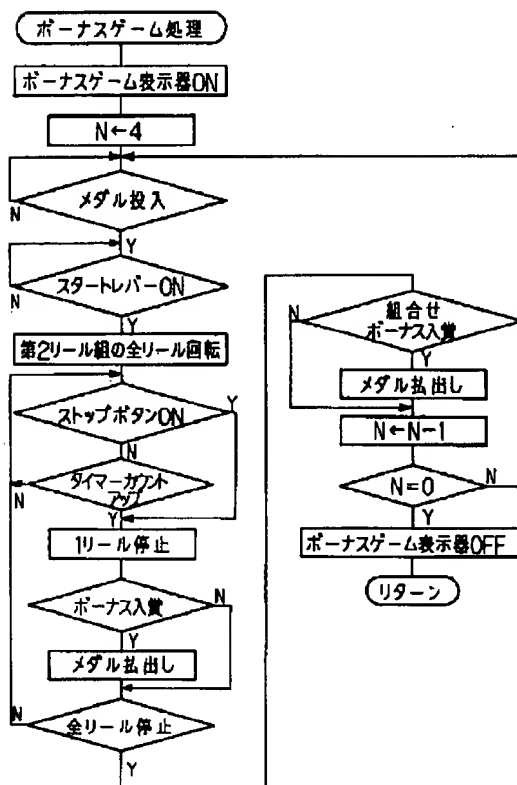 ボーナスゲーム処理
ボーナスゲーム表示器ON
N←4
メダル投入
N
Y
スタートレバーON
N
Y
第2リール組の全リール回転
ストップボタンON
Y
N
タイマーカウント
アップ
N
Y
1リール停止
ボーナス入賞
N
Y
メダル払出し
全リール停止
N
Y
組合せ
ボーナス入賞
N
Y
メダル払出し
N←N-1
N=0
N
Y
ボーナスゲーム表示器OFF
リターン